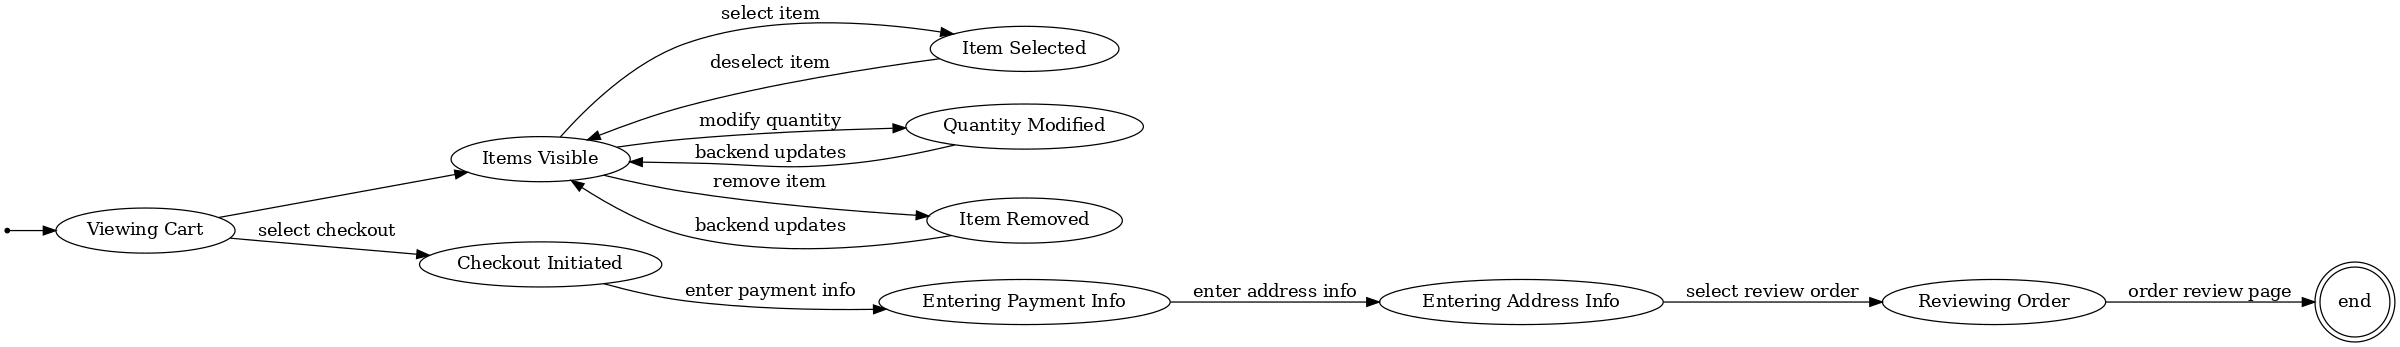 select item
Item Selected
deselect item
modify quantity
Quantity Modified
Items Visible
backend updates
remove item
Item Removed
backend updates
Viewing Cart
select checkout
Checkout Initiated
enter payment info
Entering Payment Info
enter address info
Entering Address Info
select review order
Reviewing Order
order review page
end